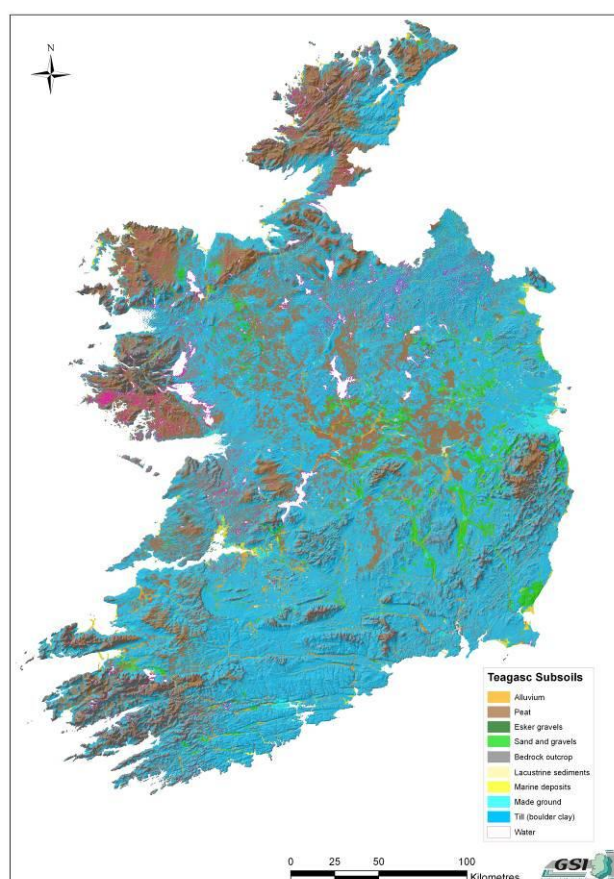 N
Teagasc Subsoils
Alluvium
Peat
Esker gravels
Sand and gravels
Bedrock outcrop
Lacustrine sediments
Marine deposits
Made ground
Till (boulder clay)
Water
0 25 50 100
Kilometres
GSI